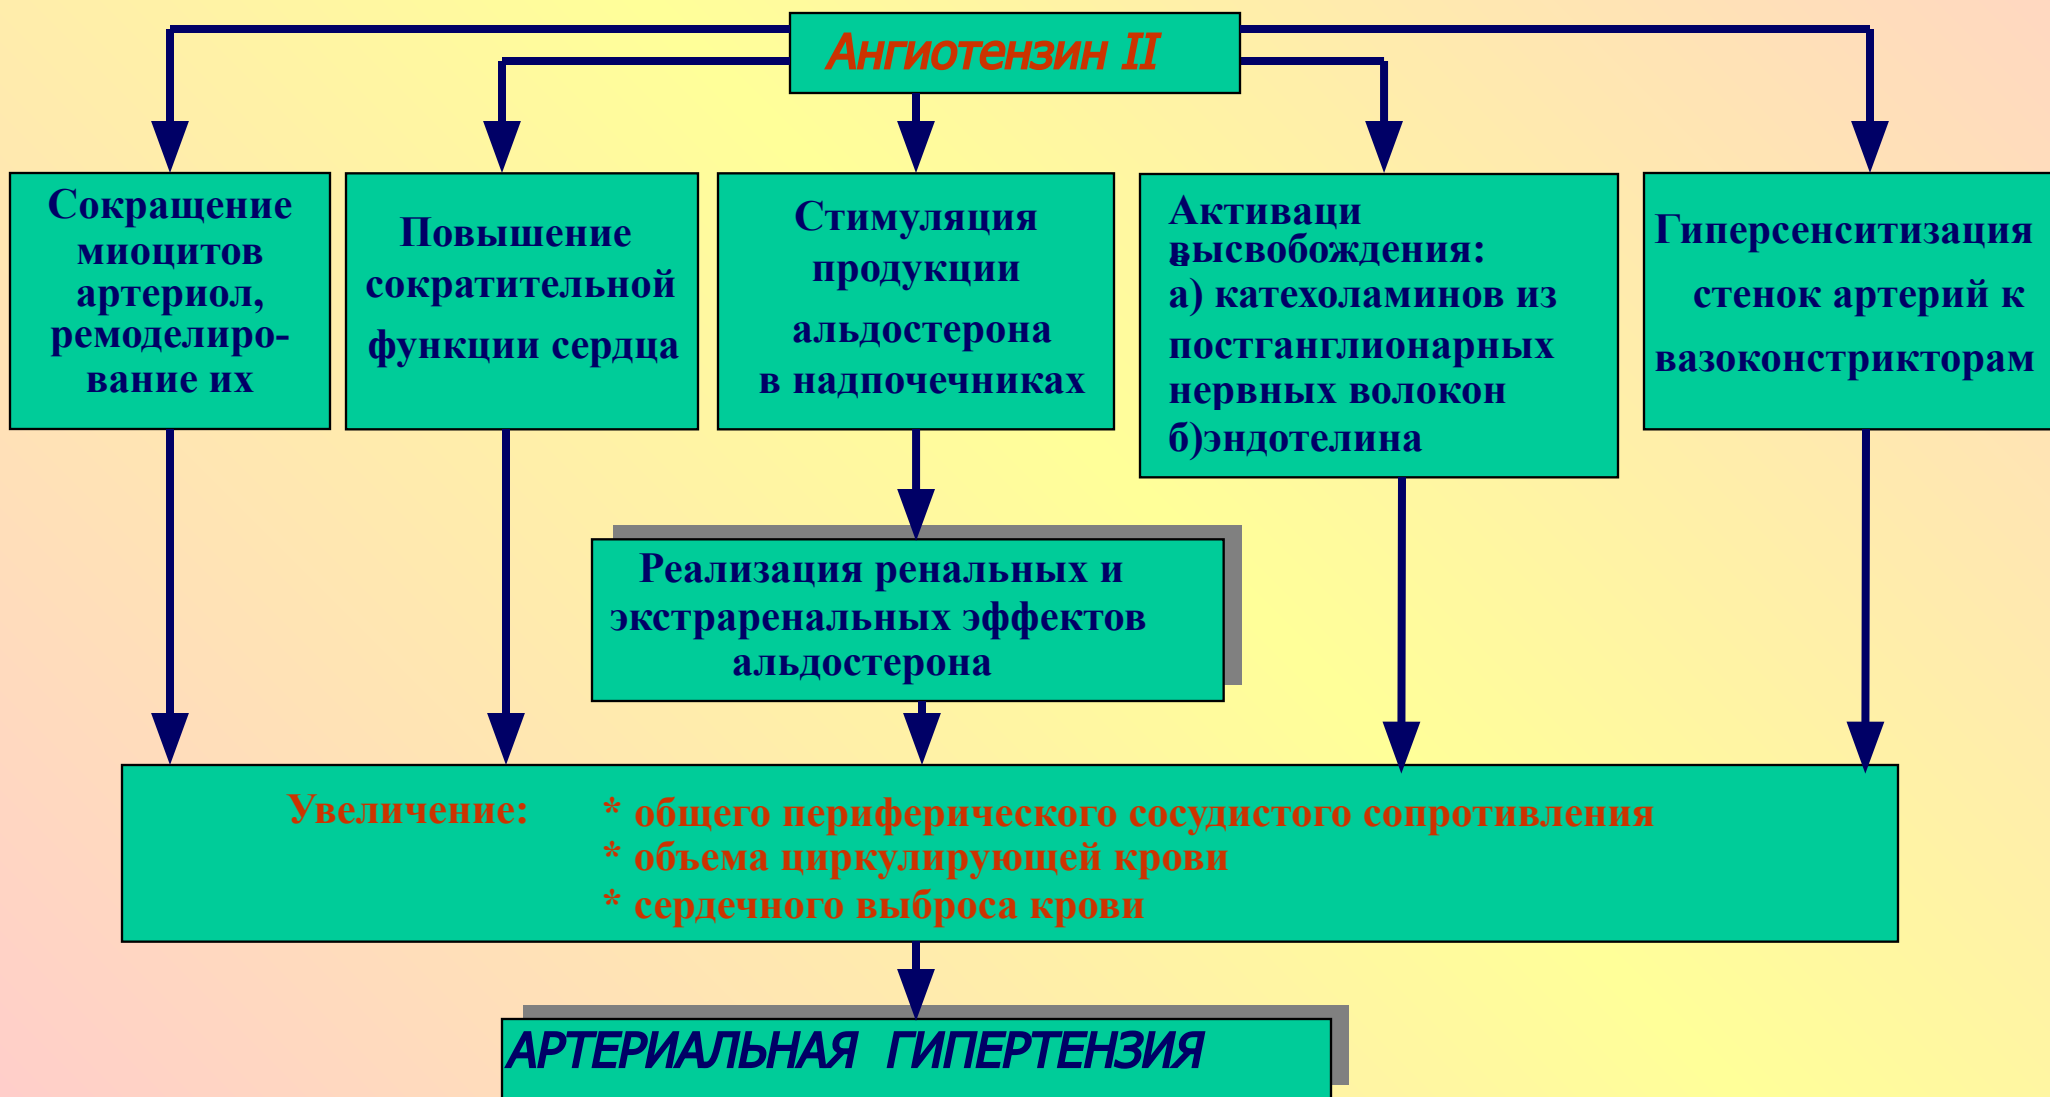 Ангиотензин II
Сокращение
миоцитов
артериол,
ремоделиро-
вание их
Повышение
сократительной
функции сердца
Стимуляция
продукции
альдостерона
в надпочечниках
Активаци
я
высвобождения:
а) катехоламинов из
постганглионарных
нервных волокон
б)эндотелина
Гиперсенситизация
стенок артерий к
вазоконстрикторам
Реализация ренальных и
экстраренальных эффектов
альдостерона
Увеличение: * общего периферического сосудистого сопротивления
* объема циркулирующей крови
* сердечного выброса крови
АРТЕРИАЛЬНАЯ ГИПЕРТЕНЗИЯ